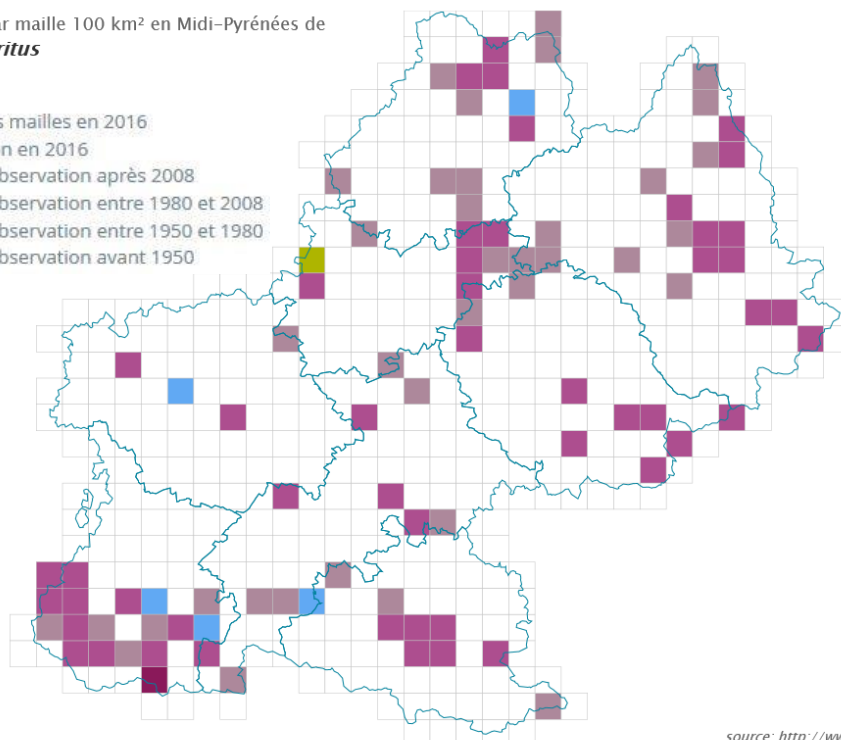 ar maille 100 km² en Midi-Pyrénées de
ritus
s mailles en 2016
n en 2016
bservation après 2008
bservation entre 1980 et 2008
bservation entre 1950 et 1980
bservation avant 1950
source: http://ww